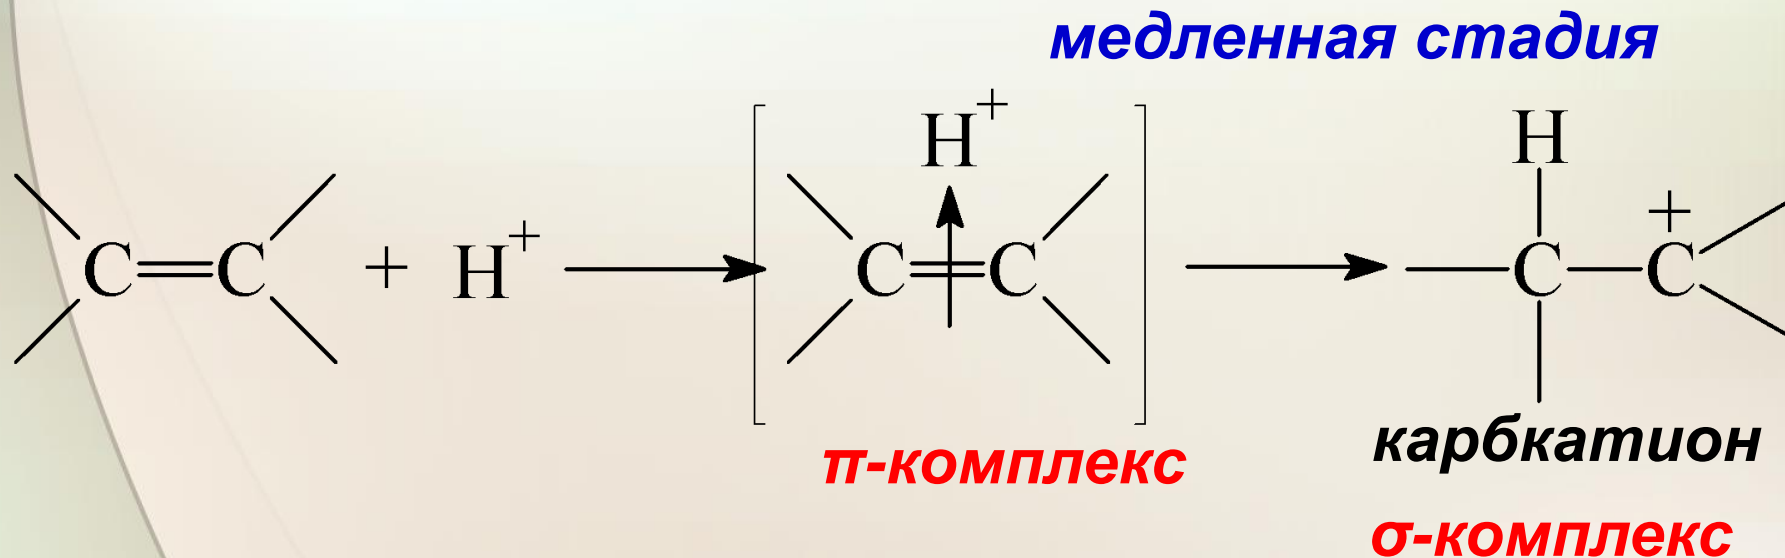 медленная стадия
C=C + H⁺ → [C=C H⁺] → H C–C⁺
π-комплекс
карбкатион
σ-комплекс